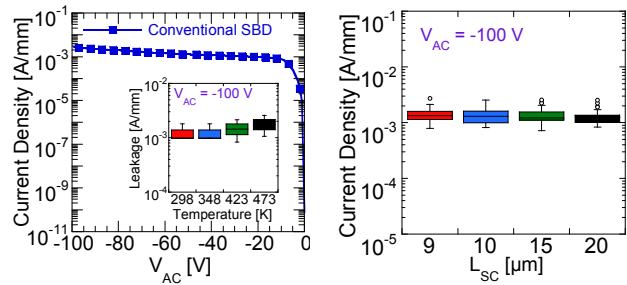 Current Density [A/mm]
10⁻¹
10⁻³
10⁻⁵
10⁻⁷
10⁻⁹
10⁻¹¹
Conventional SBD
V_AC = -100 V
Leakage [A/mm]
10⁻²
10⁻³
10⁻⁴
298 348 423 473
Temperature [K]
-100 -80 -60 -40 -20 0
V_AC [V]
Current Density [A/mm]
10⁻¹
10⁻²
10⁻³
10⁻⁴
10⁻⁵
V_AC = -100 V
9 10 15 20
L_SC [µm]